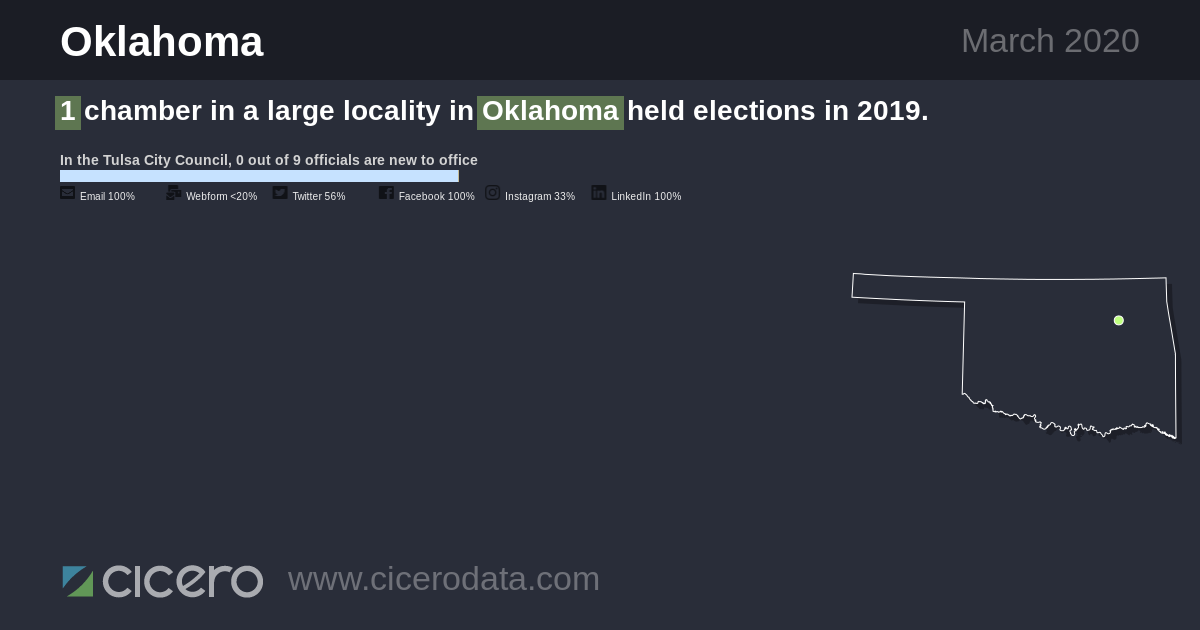 Oklahoma
March 2020
1 chamber in a large locality in Oklahoma held elections in 2019.
In the Tulsa City Council, 0 out of 9 officials are new to office
Email 100% Webform <20% Twitter 56% Facebook 100% Instagram 33% LinkedIn 100%
cicero www.cicerodata.com